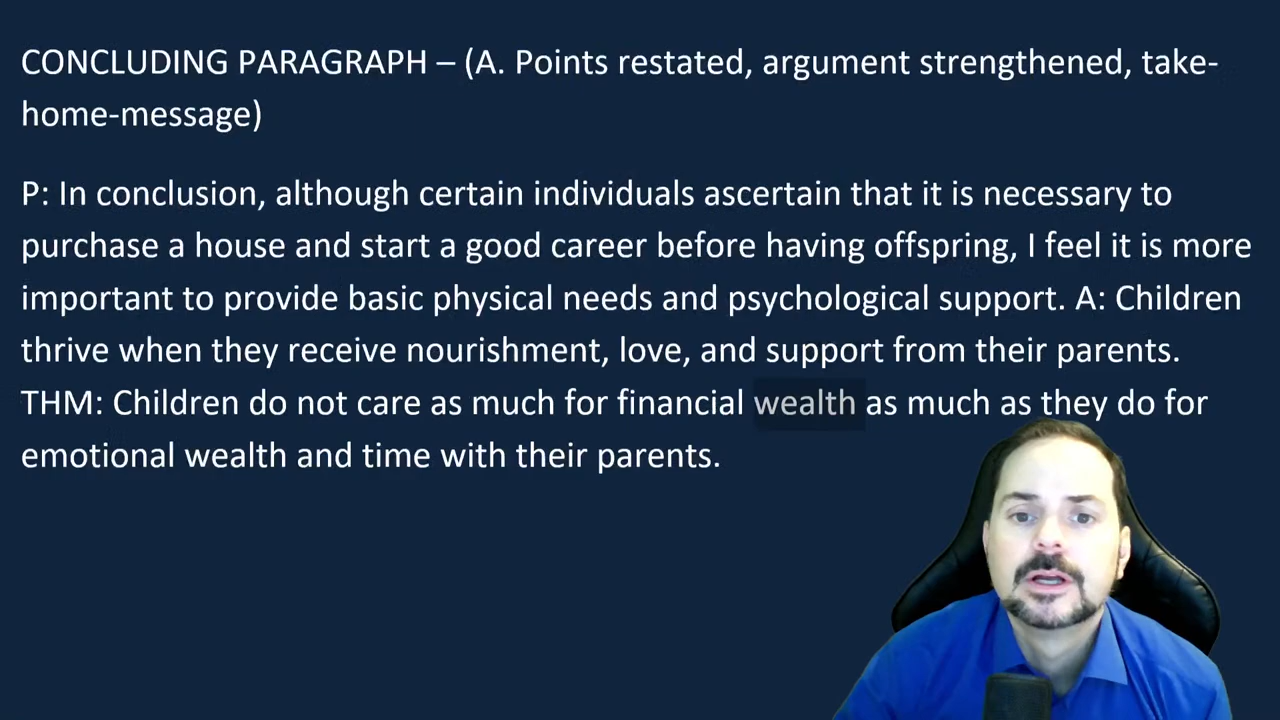 CONCLUDING PARAGRAPH – (A. Points restated, argument strengthened, take-
home-message)
P: In conclusion, although certain individuals ascertain that it is necessary to
purchase a house and start a good career before having offspring, I feel it is more
important to provide basic physical needs and psychological support. A: Children
thrive when they receive nourishment, love, and support from their parents.
THM: Children do not care as much for financial wealth as much as they do for
emotional wealth and time with their parents.